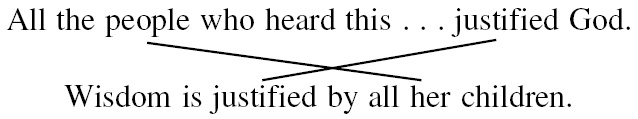 All the people who heard this . . . justified God.
Wisdom is justified by all her children.